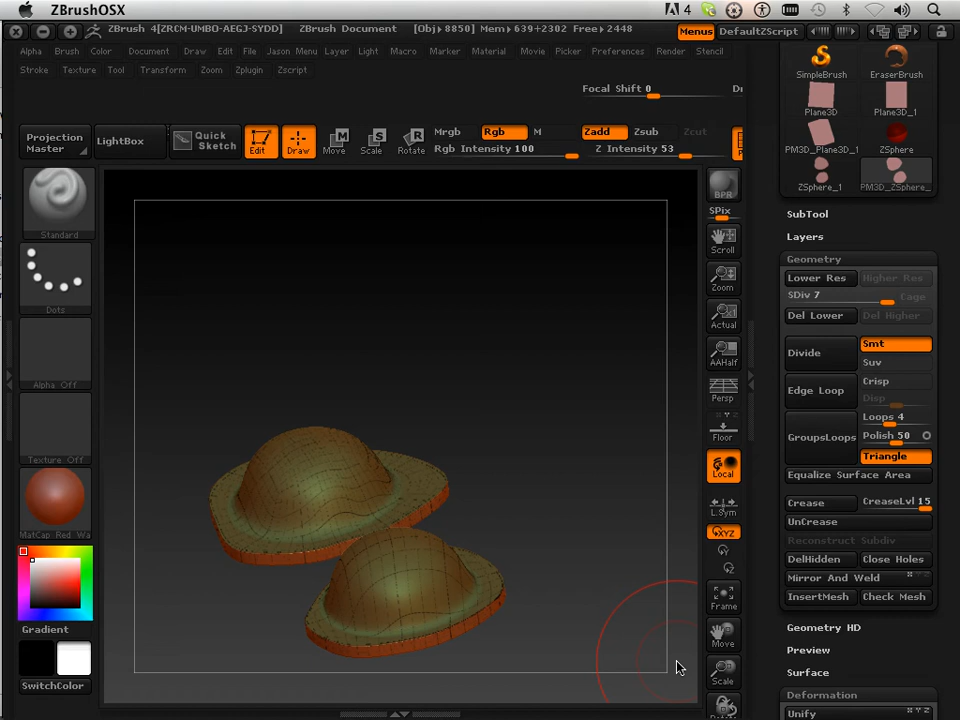 ZBrushOSX
4
ZBrush 4[ZRCM-UMBO-AEGJ-SYDD] ZBrush Document [Obj=8850] Mem=639+2302 Free=2448 Menus DefaultZScript
Alpha Brush Color Document Draw Edit File Jason Menu Layer Light Macro Marker Material Movie Picker Preferences Render Stencil
Stroke Texture Tool Transform Zoom Zplugin Zscript
Focal Shift 0
Projection Master
LightBox
Quick Sketch
Edit
Draw
Move
Scale
Rotate
Mrgb Rgb M
Rgb Intensity 100
Zadd Zsub Zcut
Z Intensity 53
Standard
Dots
Alpha Off
Texture Off
MatCap Red Wa
Gradient
SwitchColor
BPR
SPix
Scroll
Zoom
Actual
AAHalf
Persp
Floor
Local
L.Sym
XYZ
Frame
Move
Scale
SimpleBrush EraserBrush
Plane3D Plane3D_1
PM3D_Plane3D_1 ZSphere
ZSphere_1 PM3D_ZSphere_
SubTool
Layers
Geometry
Lower Res Higher Res
SDiv 7 Cage
Del Lower Del Higher
Divide
Smt
Suv
Edge Loop
Crisp
Disp
GroupsLoops
Loops 4
Polish 50
Triangle
Equalize Surface Area
Crease CreaseLvl 15
UnCrease
Reconstruct Subdiv
DelHidden Close Holes
Mirror And Weld
InsertMesh Check Mesh
Geometry HD
Preview
Surface
Deformation
Unify